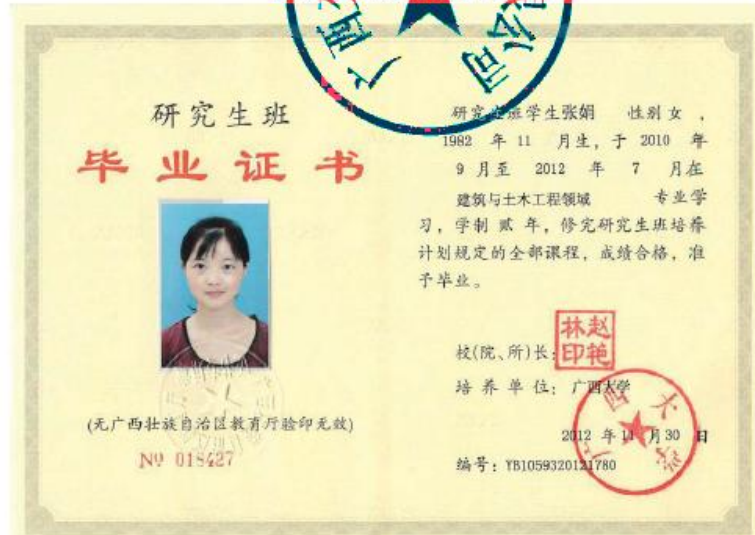 研究生班
毕业证书
(无广西壮族自治区教育厅验印无效)
№ 018427
研究生班学生张娟 性别 女 ，
1982 年 11 月生，于 2010 年
9 月至 2012 年 7 月在
建筑与土木工程领域 专业学
习，学制 贰 年，修完研究生班培养
计划规定的全部课程，成绩合格，准
予毕业。
校(院、所)长:
赵艳林印
培养单位: 广西大学
广西大学
2012 年 11 月 30 日
编号: YB1059320121780